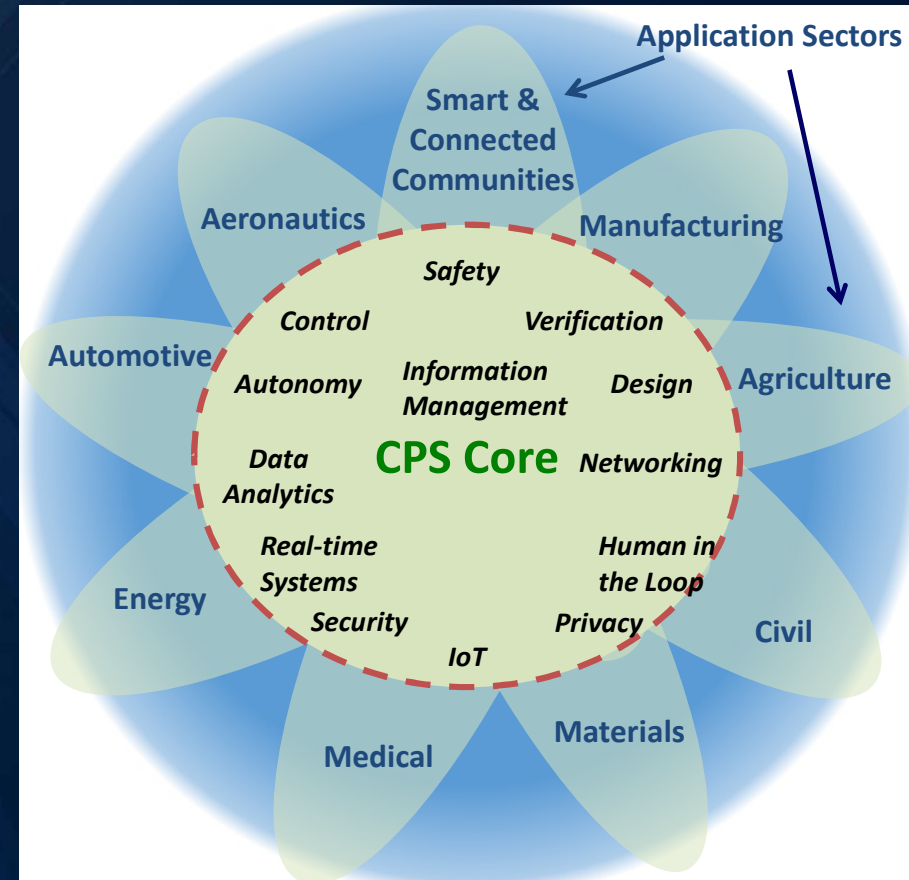 Application Sectors
Smart &
Connected
Communities
Aeronautics
Manufacturing
Safety
Control
Verification
Automotive
Autonomy
Information
Management
Design
Agriculture
Data
Analytics
CPS Core
Networking
Real-time
Systems
Human in
the Loop
Energy
Security
Privacy
Civil
IoT
Medical
Materials